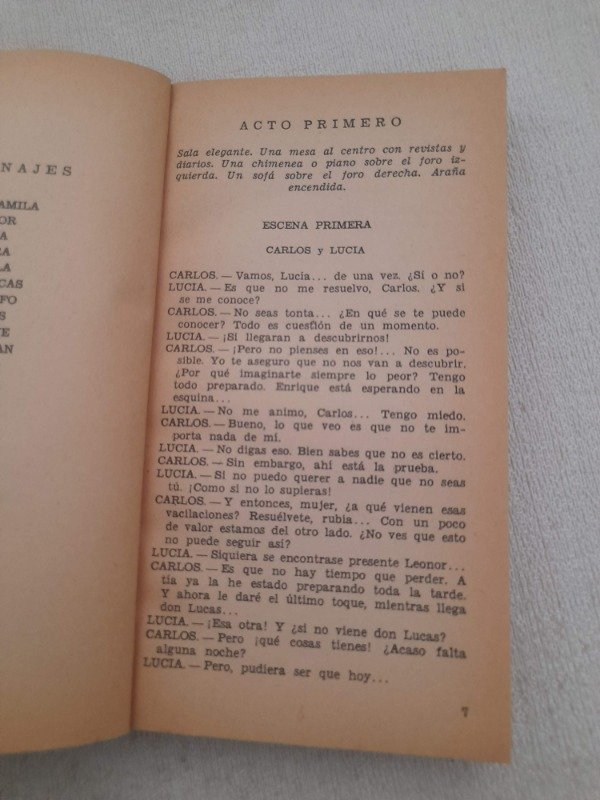 NAJES
AMILA
OR
A
RA
LA
CAS
FO
S
UE
AN
ACTO PRIMERO
Sala elegante. Una mesa al centro con revistas y
diarios. Una chimenea o piano sobre el foro iz-
quierda. Un sofá sobre el foro derecha. Araña
encendida.
ESCENA PRIMERA
CARLOS y LUCIA
CARLOS. — Vamos, Lucía... de una vez. ¿Sí o no?
LUCIA. — Es que no me resuelvo, Carlos. ¿Y si
se me conoce?
CARLOS. — No seas tonta... ¿En qué se te puede
conocer? Todo es cuestión de un momento.
LUCIA. — ¡Si llegaran a descubrirnos!
CARLOS. — ¡Pero no pienses en eso!... No es po-
sible. Yo te aseguro que no nos van a descubrir.
¿Por qué imaginarte siempre lo peor? Tengo
todo preparado. Enrique está esperando en la
esquina...
LUCIA. — No me animo, Carlos... Tengo miedo.
CARLOS. — Bueno, lo que veo es que no te im-
porta nada de mí.
LUCIA. — No digas eso. Bien sabes que no es cierto.
CARLOS. — Sin embargo, ahí está la prueba.
LUCIA. — Si no puedo querer a nadie que no seas
tú. ¡Como si no lo supieras!
CARLOS. — Y entonces, mujer, ¿a qué vienen esas
vacilaciones? Resuélvete, rubia... Con un poco
de valor estamos del otro lado. ¿No ves que esto
no puede seguir así?
LUCIA. — Siquiera se encontrase presente Leonor...
CARLOS. — Es que no hay tiempo que perder. A
tía ya la he estado preparando toda la tarde.
Y ahora le daré el último toque, mientras llega
don Lucas...
LUCIA. — ¡Esa otra! Y ¿si no viene don Lucas?
CARLOS. — Pero ¡qué cosas tienes! ¿Acaso falta
alguna noche?
LUCIA. — Pero, pudiera ser que hoy...
7